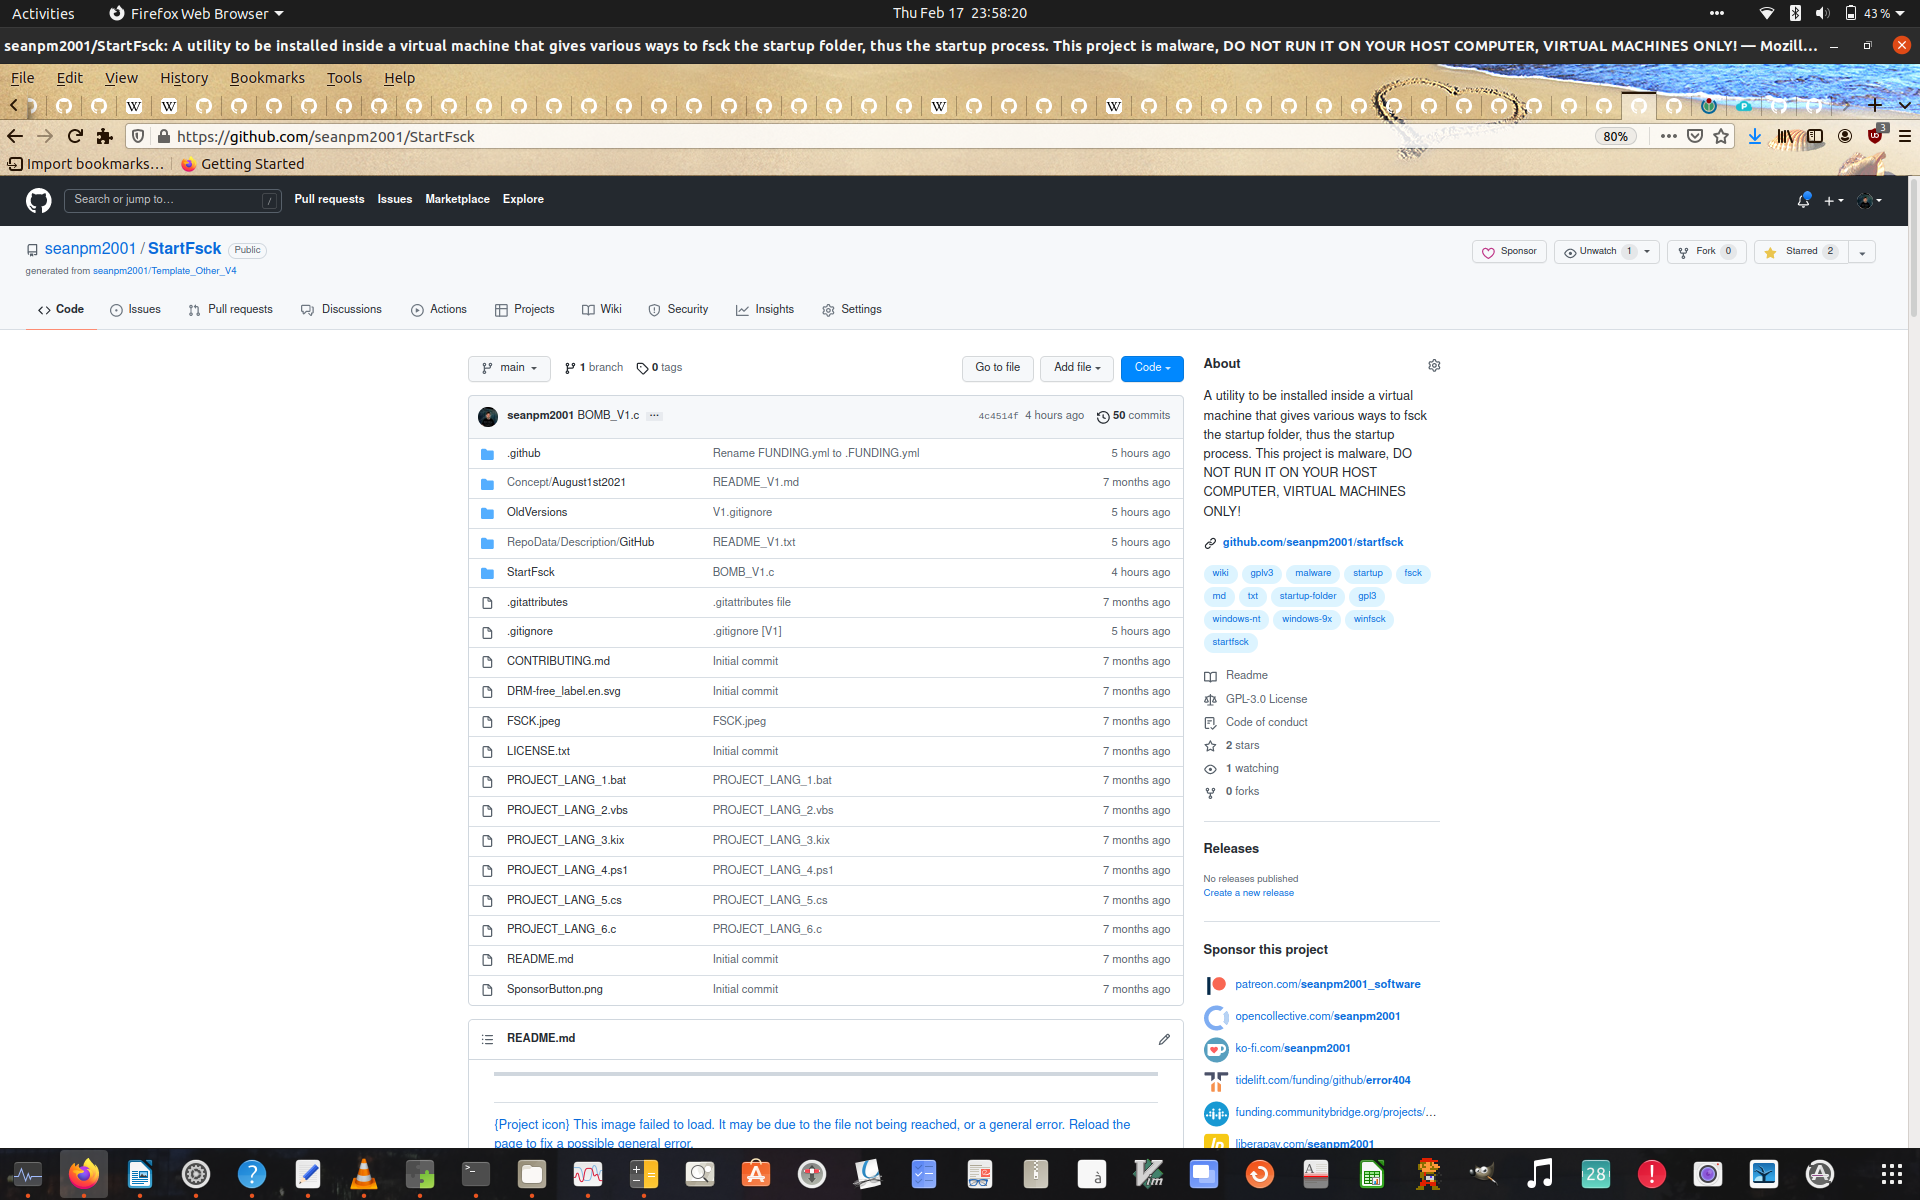 Activities
Firefox Web Browser
Thu Feb 17 23:58:20
43 %
seanpm2001/StartFsck: A utility to be installed inside a virtual machine that gives various ways to fsck the startup folder, thus the startup process. This project is malware, DO NOT RUN IT ON YOUR HOST COMPUTER, VIRTUAL MACHINES ONLY! — Mozill...
File Edit View History Bookmarks Tools Help
https://github.com/seanpm2001/StartFsck
80%
3
Import bookmarks...
Getting Started
Search or jump to...
/
Pull requests Issues Marketplace Explore
seanpm2001 / StartFsck Public
generated from seanpm2001/Template_Other_V4
Sponsor
Unwatch 1
Fork 0
Starred 2
Code Issues Pull requests Discussions Actions Projects Wiki Security Insights Settings
main
1 branch
0 tags
Go to file
Add file
Code
seanpm2001 BOMB_V1.c ...
4c4514f 4 hours ago 50 commits
.github Rename FUNDING.yml to .FUNDING.yml 5 hours ago
Concept/August1st2021 README_V1.md 7 months ago
OldVersions V1.gitignore 5 hours ago
RepoData/Description/GitHub README_V1.txt 5 hours ago
StartFsck BOMB_V1.c 4 hours ago
.gitattributes .gitattributes file 7 months ago
.gitignore .gitignore [V1] 5 hours ago
CONTRIBUTING.md Initial commit 7 months ago
DRM-free_label.en.svg Initial commit 7 months ago
FSCK.jpeg FSCK.jpeg 7 months ago
LICENSE.txt Initial commit 7 months ago
PROJECT_LANG_1.bat PROJECT_LANG_1.bat 7 months ago
PROJECT_LANG_2.vbs PROJECT_LANG_2.vbs 7 months ago
PROJECT_LANG_3.kix PROJECT_LANG_3.kix 7 months ago
PROJECT_LANG_4.ps1 PROJECT_LANG_4.ps1 7 months ago
PROJECT_LANG_5.cs PROJECT_LANG_5.cs 7 months ago
PROJECT_LANG_6.c PROJECT_LANG_6.c 7 months ago
README.md Initial commit 7 months ago
SponsorButton.png Initial commit 7 months ago
README.md
{Project icon} This image failed to load. It may be due to the file not being reached, or a general error. Reload the
page to fix a possible general error.
About
A utility to be installed inside a virtual
machine that gives various ways to fsck
the startup folder, thus the startup
process. This project is malware, DO
NOT RUN IT ON YOUR HOST
COMPUTER, VIRTUAL MACHINES
ONLY!
github.com/seanpm2001/startfsck
wiki gplv3 malware startup fsck
md txt startup-folder gpl3
windows-nt windows-9x winfsck
startfsck
Readme
GPL-3.0 License
Code of conduct
2 stars
1 watching
0 forks
Releases
No releases published
Create a new release
Sponsor this project
patreon.com/seanpm2001_software
opencollective.com/seanpm2001
ko-fi.com/seanpm2001
tidelift.com/funding/github/error404
funding.communitybridge.org/projects/...
liberapay.com/seanpm2001
28